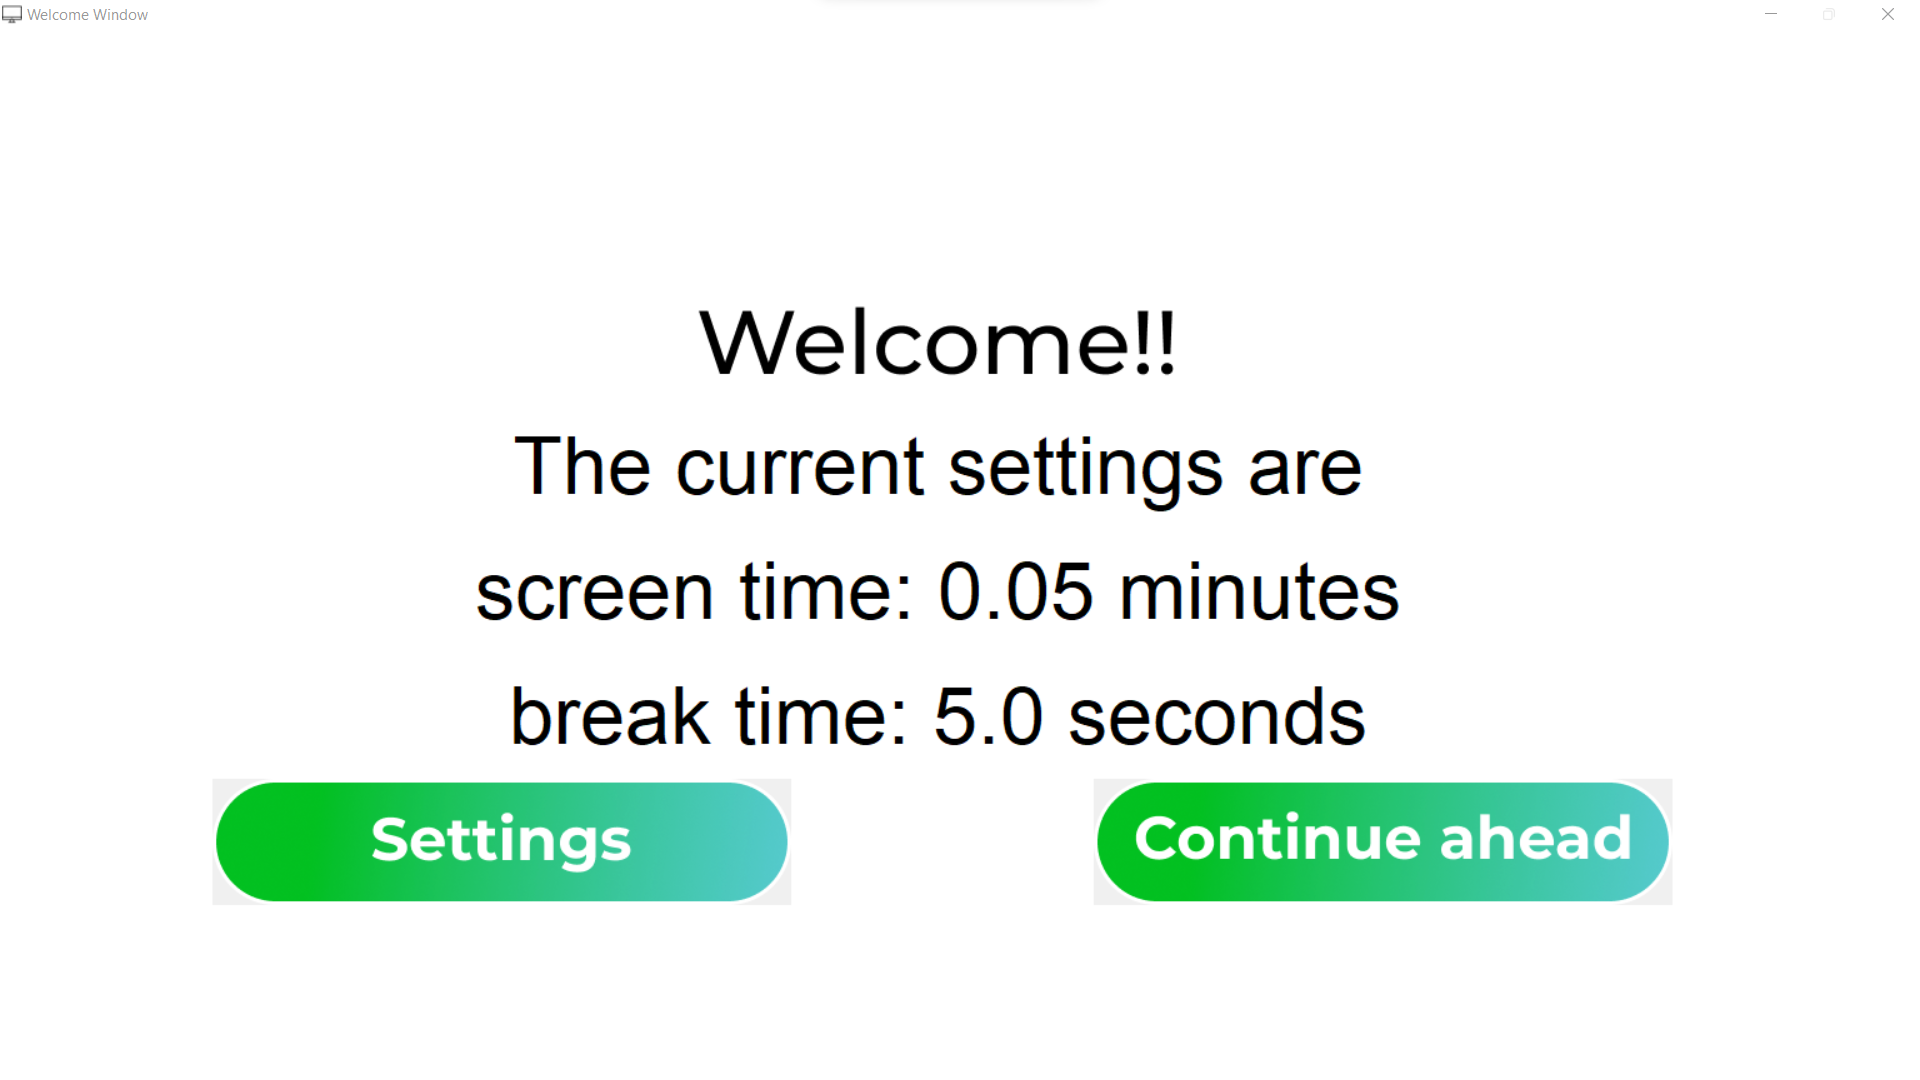 Welcome Window
Welcome!!
The current settings are
screen time: 0.05 minutes
break time: 5.0 seconds
Settings
Continue ahead